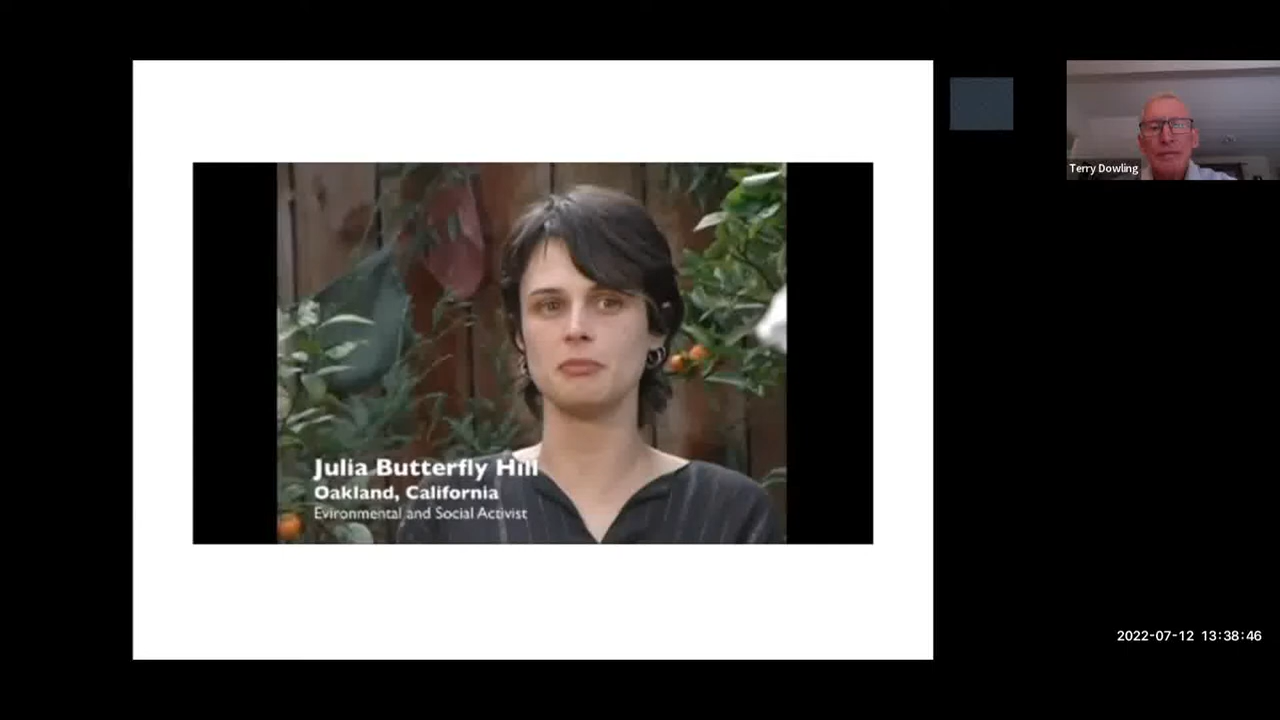 Julia Butterfly Hill
Oakland, California
Evironmental and Social Activist
Terry Dowling
2022-07-12 13:38:46